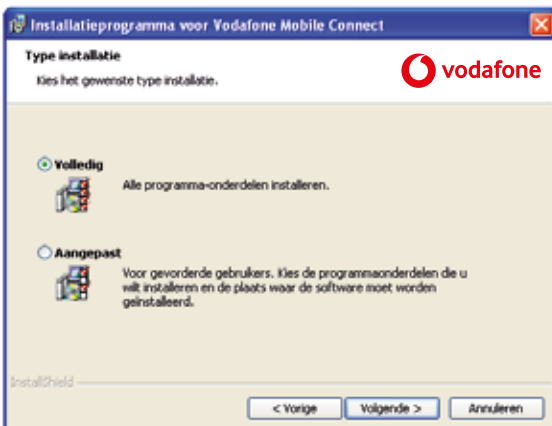 Installatieprogramma voor Vodafone Mobile Connect
Type installatie
Kies het gewenste type installatie.
vodafone
Volledig
Alle programma-onderdelen installeren.
Aangepast
Voor gevorderde gebruikers. Kies de programmaonderdelen die u
wilt installeren en de plaats waar de software moet worden
geïnstalleerd.
InstallShield
< Vorige
Volgende >
Annuleren